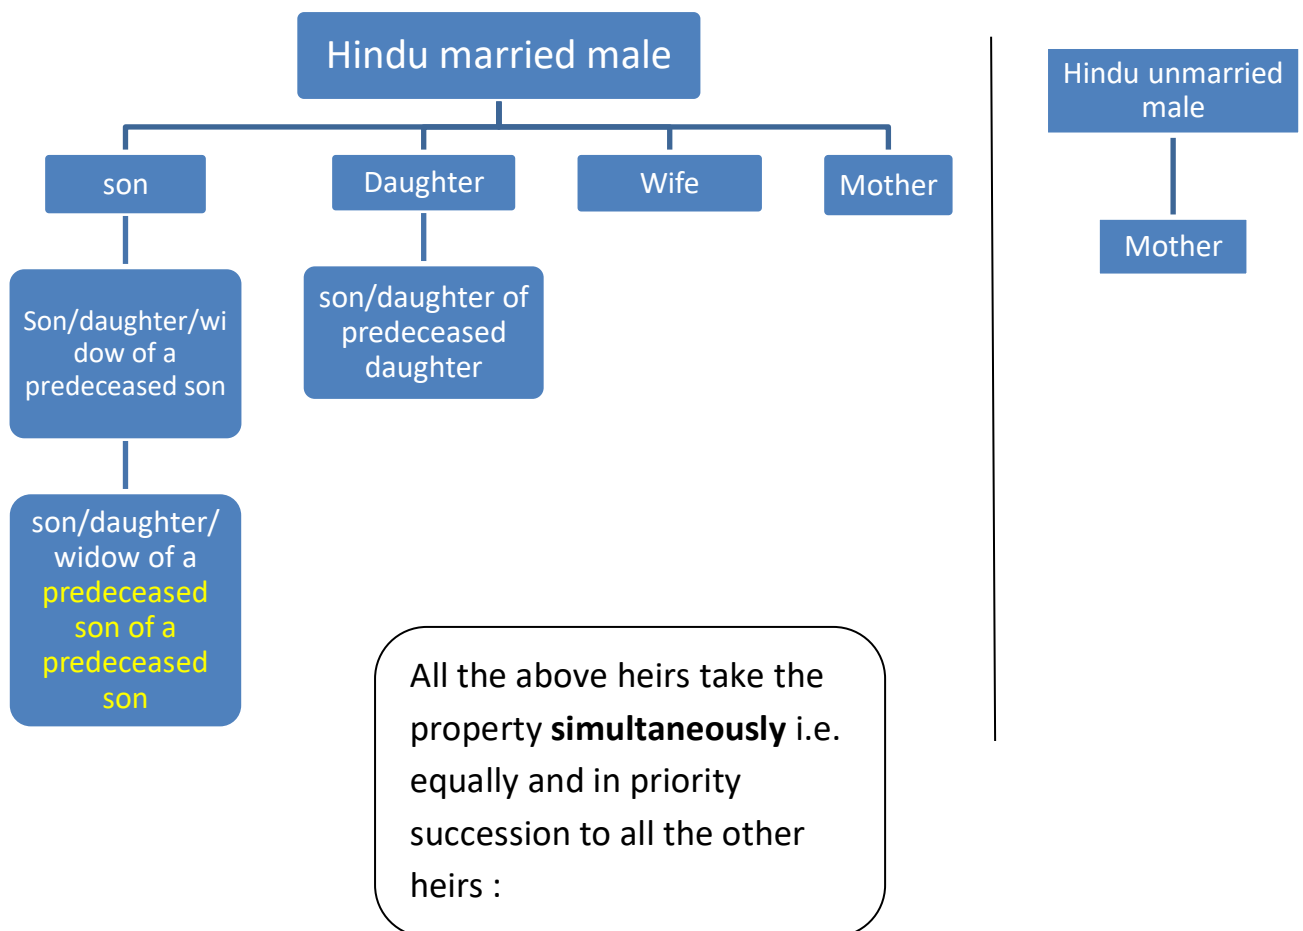 Hindu married male
Hindu unmarried
male
son
Daughter
Wife
Mother
Mother
Son/daughter/wi
dow of a
predeceased son
son/daughter of
predeceased
daughter
son/daughter/
widow of a
predeceased
son of a
predeceased
son
All the above heirs take the
property simultaneously i.e.
equally and in priority
succession to all the other
heirs :